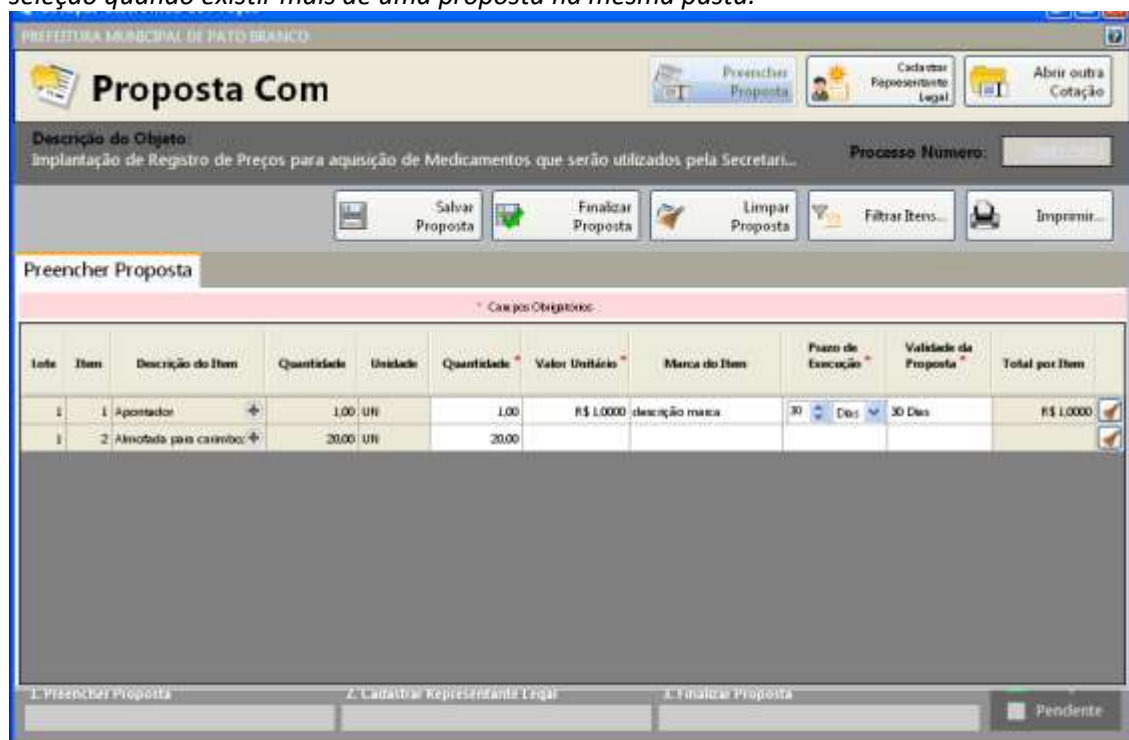 seleção quando existir mais de uma proposta na mesma pasta.
PREFEITURA MUNICIPAL DE PATO BRANCO
Proposta Com
Preencher
Proposta
Cadastrar
Representante
Legal
Abrir outra
Cotação
Descrição do Objeto:
Implantação de Registro de Preços para aquisição de Medicamentos que serão utilizados pela Secretari...
Processo Numero:
Salvar
Proposta
Finalizar
Proposta
Limpar
Proposta
Filtrar Itens...
Imprimir...
Preencher Proposta
* Campos Obrigatórios
Lote Item Descrição do Item Quantidade Unidade Quantidade * Valor Unitário * Marca do Item Prazo de Execução * Validade da Proposta * Total por Item
1 1 Apontador 1,00 UN 1,00 R$ 1,0000 descrição marca 30 Dias 30 Dias R$ 1,0000
1 2 Almofada para carimbo: 20,00 UN 20,00
1. Preencher Proposta 2. Cadastrar Representante Legal 3. Finalizar Proposta
Pendente